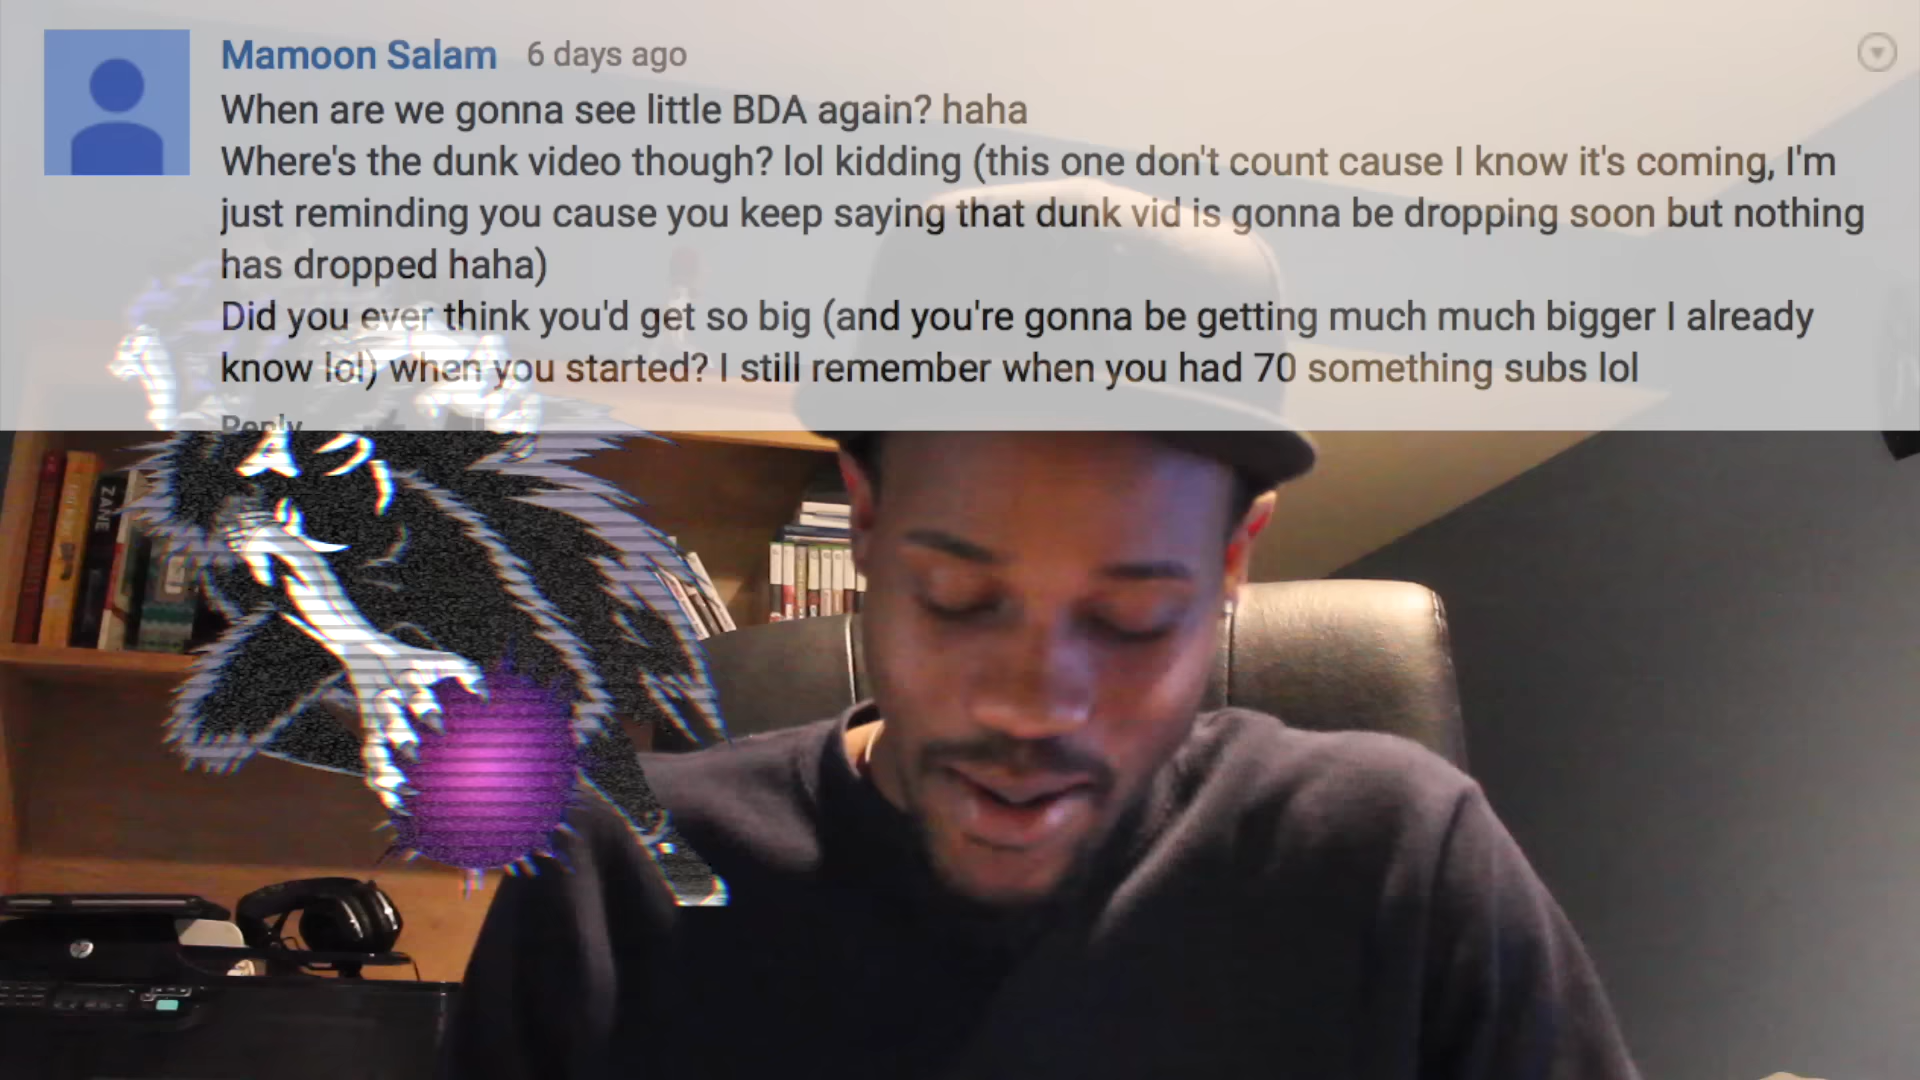 Mamoon Salam 6 days ago
When are we gonna see little BDA again? haha
Where's the dunk video though? lol kidding (this one don't count cause I know it's coming, I'm
just reminding you cause you keep saying that dunk vid is gonna be dropping soon but nothing
has dropped haha)
Did you ever think you'd get so big (and you're gonna be getting much much bigger I already
know lol) when you started? I still remember when you had 70 something subs lol
Reply
ZANE
hp